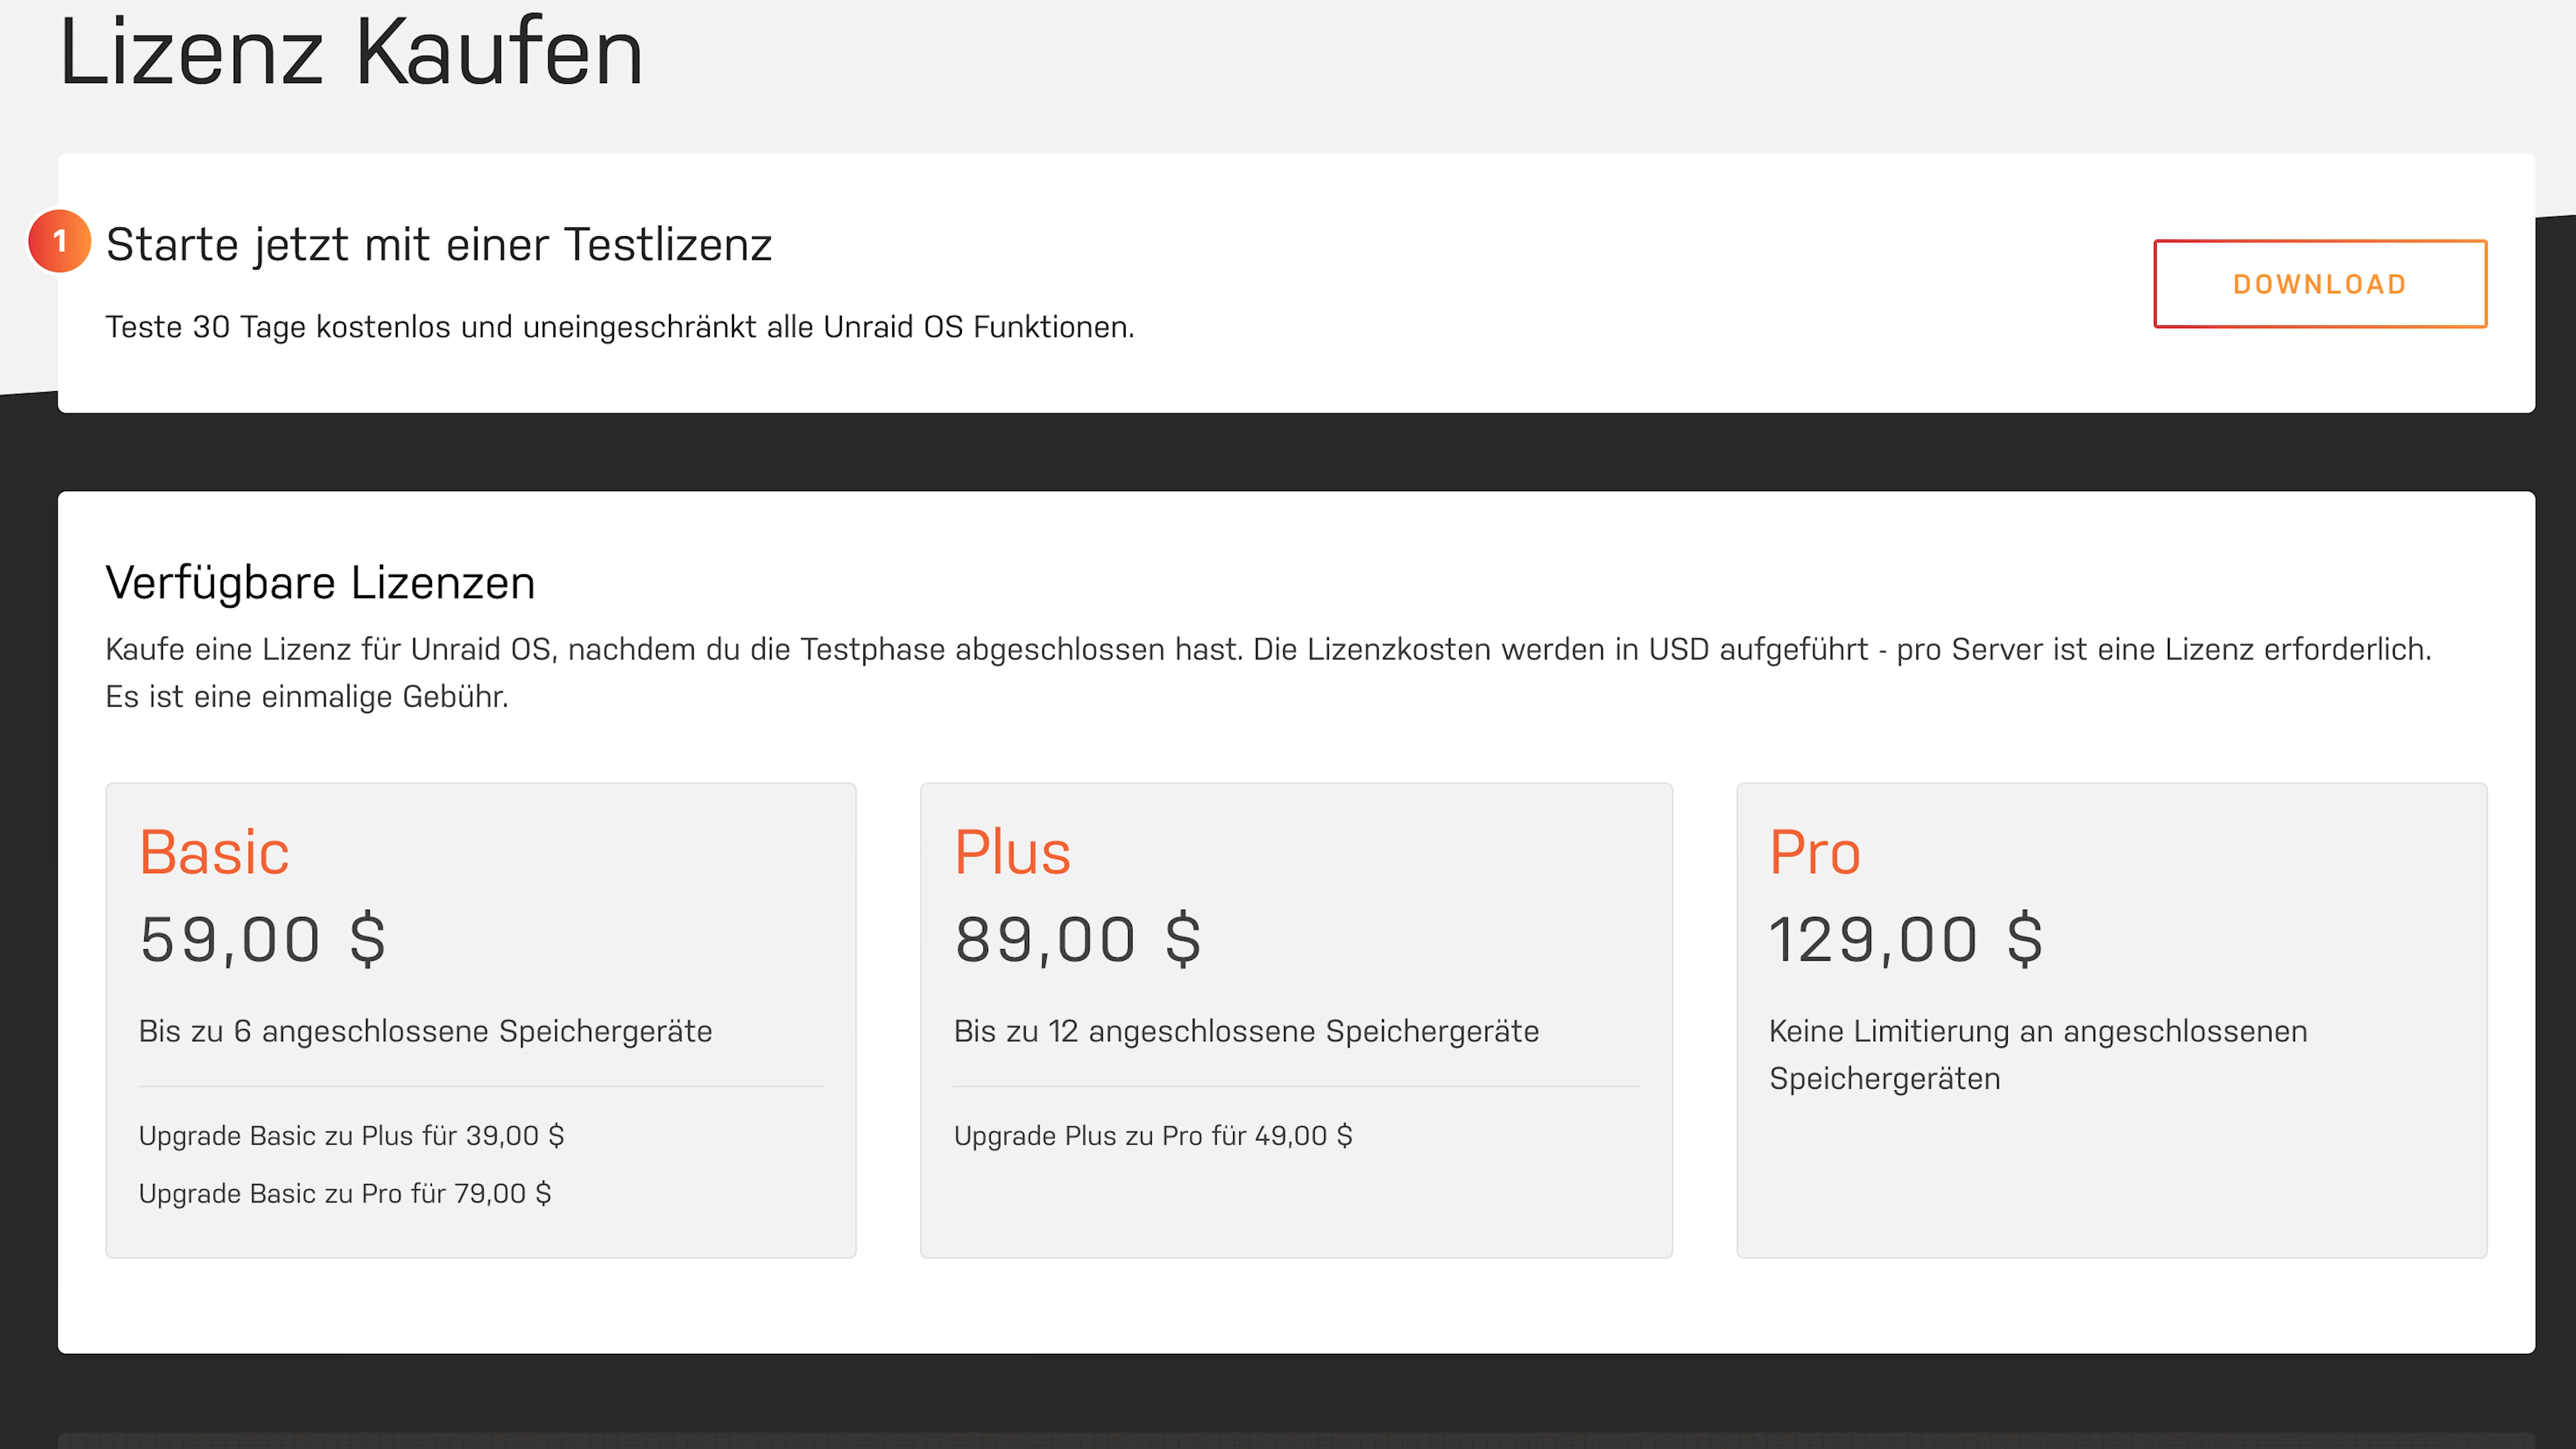 Lizenz Kaufen
1
Starte jetzt mit einer Testlizenz
Teste 30 Tage kostenlos und uneingeschränkt alle Unraid OS Funktionen.
DOWNLOAD
Verfügbare Lizenzen
Kaufe eine Lizenz für Unraid OS, nachdem du die Testphase abgeschlossen hast. Die Lizenzkosten werden in USD aufgeführt - pro Server ist eine Lizenz erforderlich.
Es ist eine einmalige Gebühr.
Basic
59,00 $
Bis zu 6 angeschlossene Speichergeräte
Upgrade Basic zu Plus für 39,00 $
Upgrade Basic zu Pro für 79,00 $
Plus
89,00 $
Bis zu 12 angeschlossene Speichergeräte
Upgrade Plus zu Pro für 49,00 $
Pro
129,00 $
Keine Limitierung an angeschlossenen
Speichergeräten